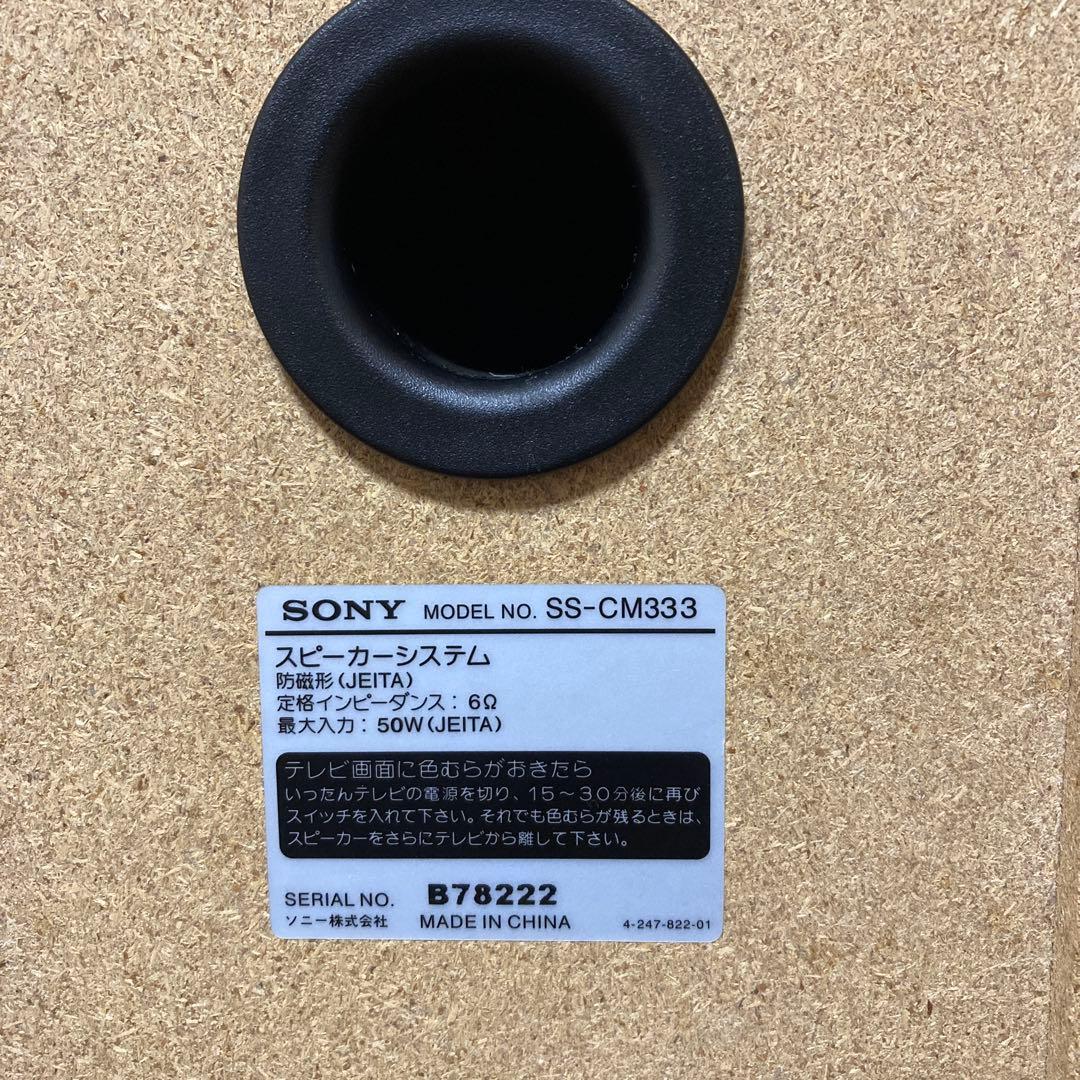 SONY MODEL NO. SS-CM333
スピーカーシステム
防磁形(JEITA)
定格インピーダンス：6Ω
最大入力：50W(JEITA)
テレビ画面に色むらがおきたら
いったんテレビの電源を切り、15～30分後に再び
スイッチを入れて下さい。それでも色むらが残るときは、
スピーカーをさらにテレビから離して下さい。
SERIAL NO. B78222
ソニー株式会社 MADE IN CHINA 4-247-822-01